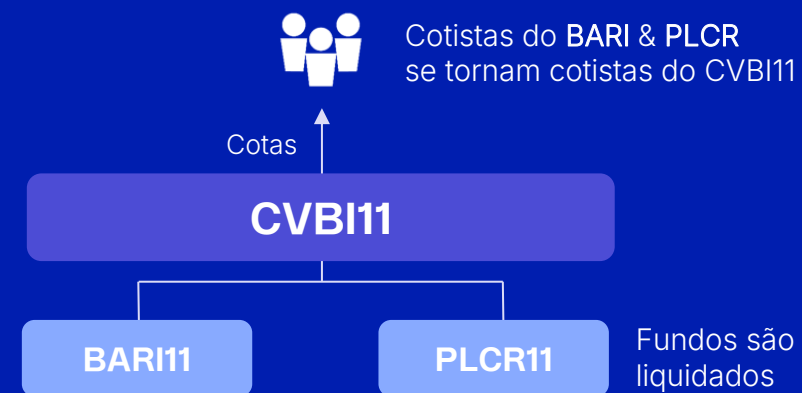 Cotistas do BARI & PLCR
se tornam cotistas do CVBI11
Cotas
CVBI11
BARI11
PLCR11
Fundos são
liquidados